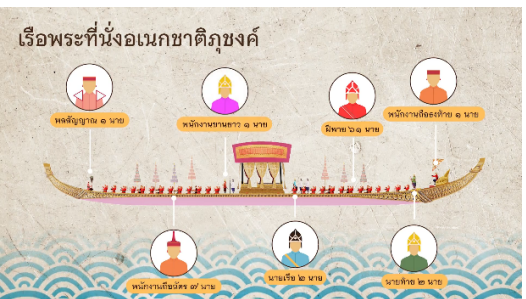 เรือพระที่นั่งอเนกชาติภุชงค์
พลสัญญาณ ๑ นาย
พนักงานขานยาว ๑ นาย
ฝีพาย ๖๑ นาย
พนักงานถือธงท้าย ๑ นาย
พนักงานถือฉัตร ๗ นาย
นายเรือ ๒ นาย
นายท้าย ๒ นาย